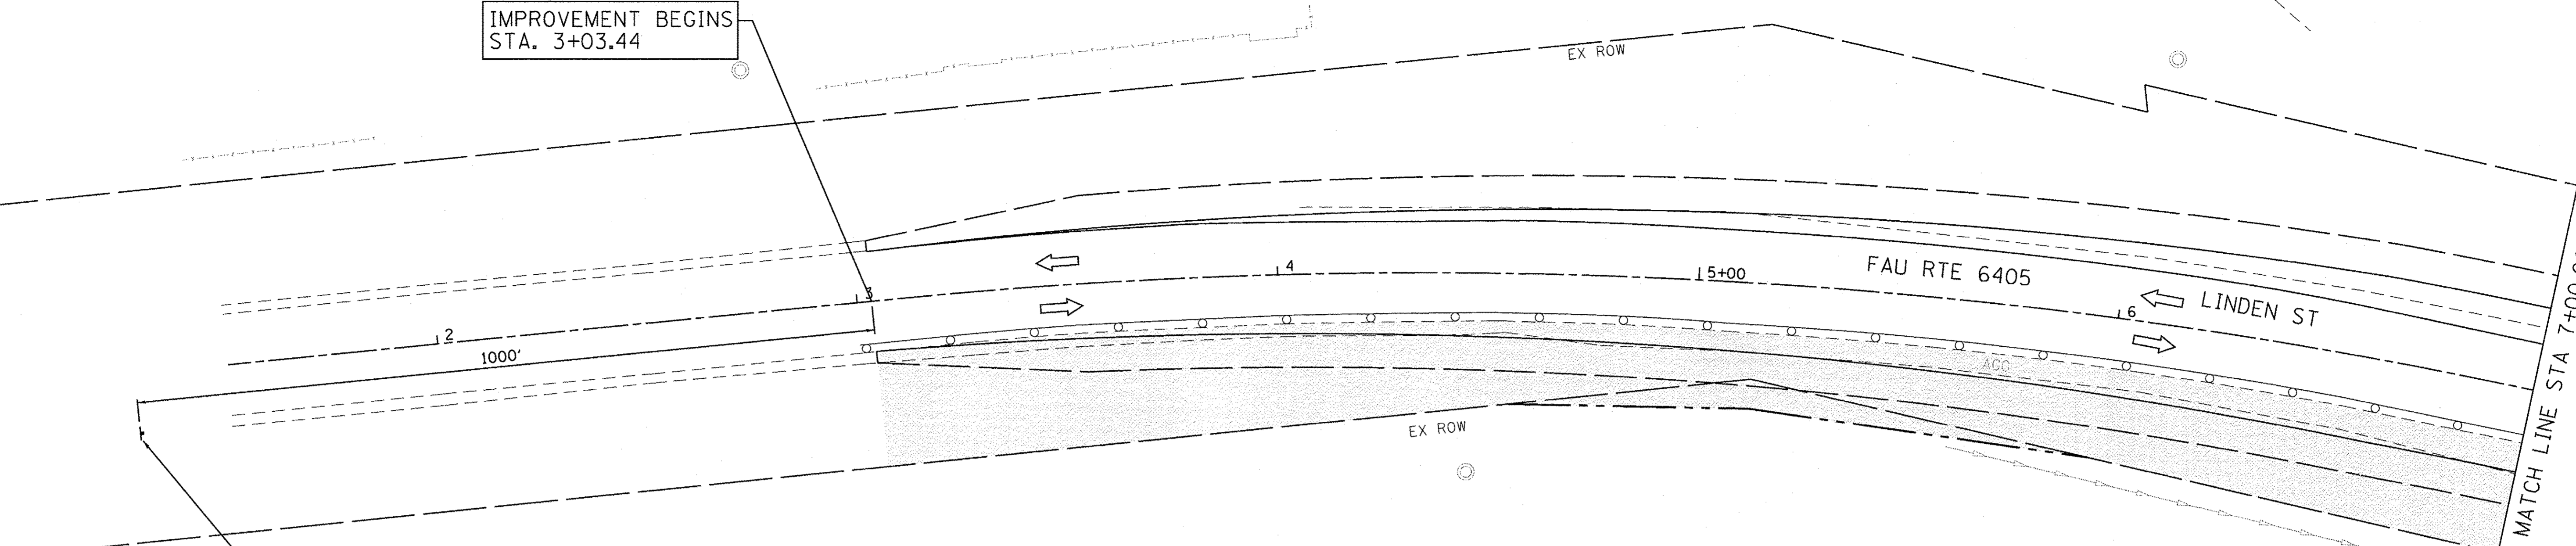 IMPROVEMENT BEGINS
STA. 3+03.44
EX ROW
2
3
4
5+00
6
FAU RTE 6405
LINDEN ST
1000'
EX ROW
MATCH LINE STA 7+00